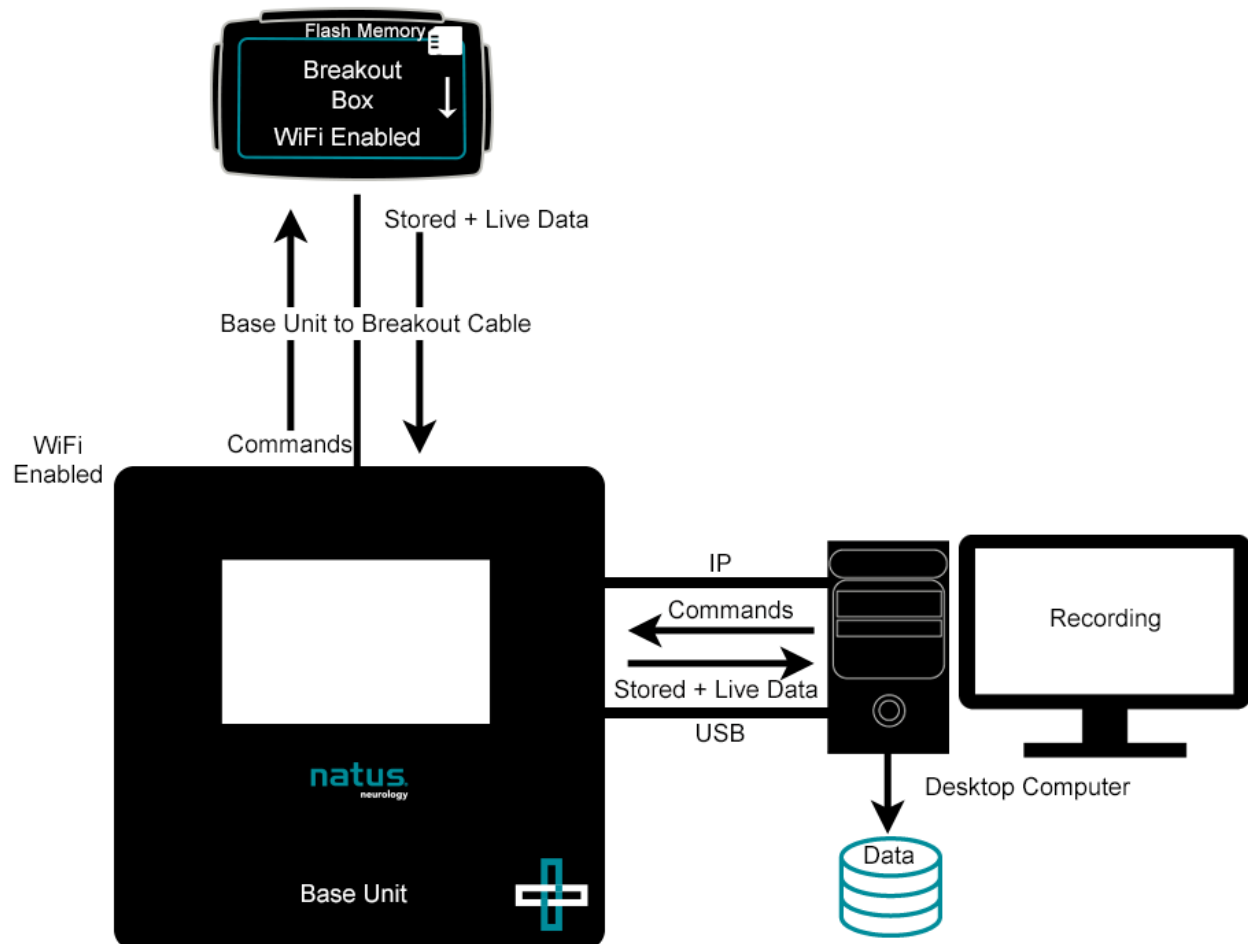 Flash Memory
Breakout
Box
WiFi Enabled
Stored + Live Data
Base Unit to Breakout Cable
Commands
WiFi
Enabled
IP
Commands
Stored + Live Data
USB
Recording
Desktop Computer
Data
natus.
neurology
Base Unit